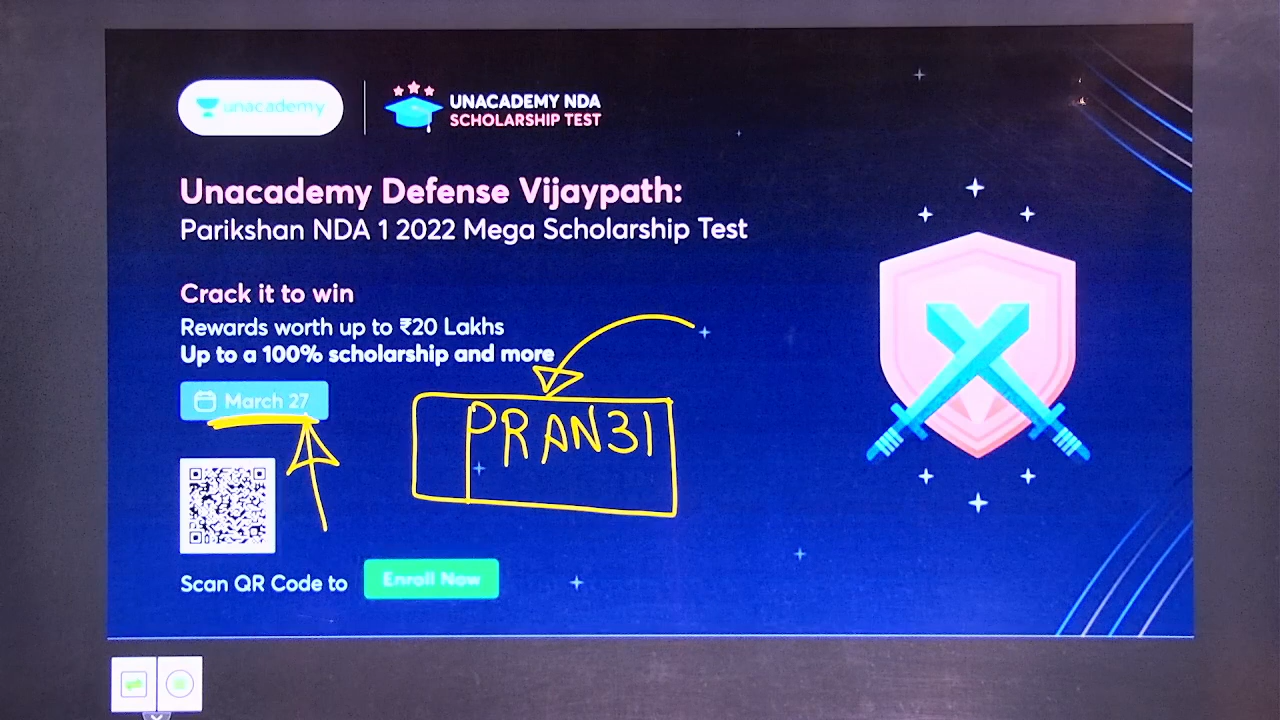 unacademy
UNACADEMY NDA
SCHOLARSHIP TEST
Unacademy Defense Vijaypath:
Parikshan NDA 1 2022 Mega Scholarship Test
Crack it to win
Rewards worth up to ₹20 Lakhs
Up to a 100% scholarship and more
March 27
PRAN31
Scan QR Code to
Enroll Now